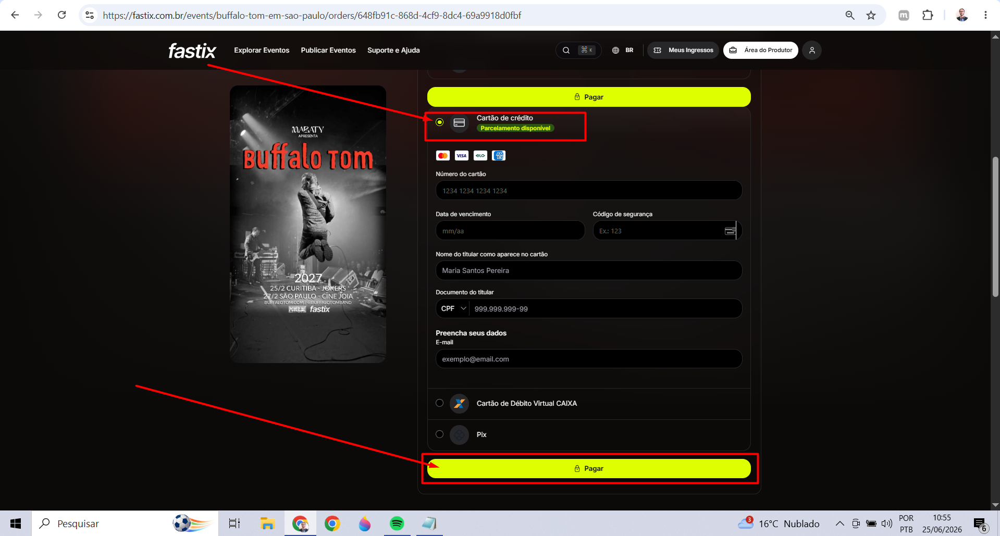 https://fastix.com.br/events/buffalo-tom-em-sao-paulo/orders/648fb91c-868d-4cf9-8dc4-69a9918d0fbf
m
fastix
Explorar Eventos
Publicar Eventos
Suporte e Ajuda
⌘ K
BR
Meus Ingressos
Área do Produtor
MABATY
APRESENTA
BUffALO TOM
2027
25/2 CURITIBA - JOKERS
27/2 SÃO PAULO - CINE JOIA
BUFFALOTOM.COM / @BUFFALOTOMBAND
POWERLINE fastix
Pagar
Cartão de crédito
Parcelamento disponível
VISA
elo
AM
EX
Número do cartão
1234 1234 1234 1234
Data de vencimento
Código de segurança
mm/aa
Ex.: 123
Nome do titular como aparece no cartão
Maria Santos Pereira
Documento do titular
CPF
999.999.999-99
Preencha seus dados
E-mail
exemplo@email.com
Cartão de Débito Virtual CAIXA
Pix
Pagar
Pesquisar
3
16°C Nublado
POR
PTB
10:55
25/06/2026
6